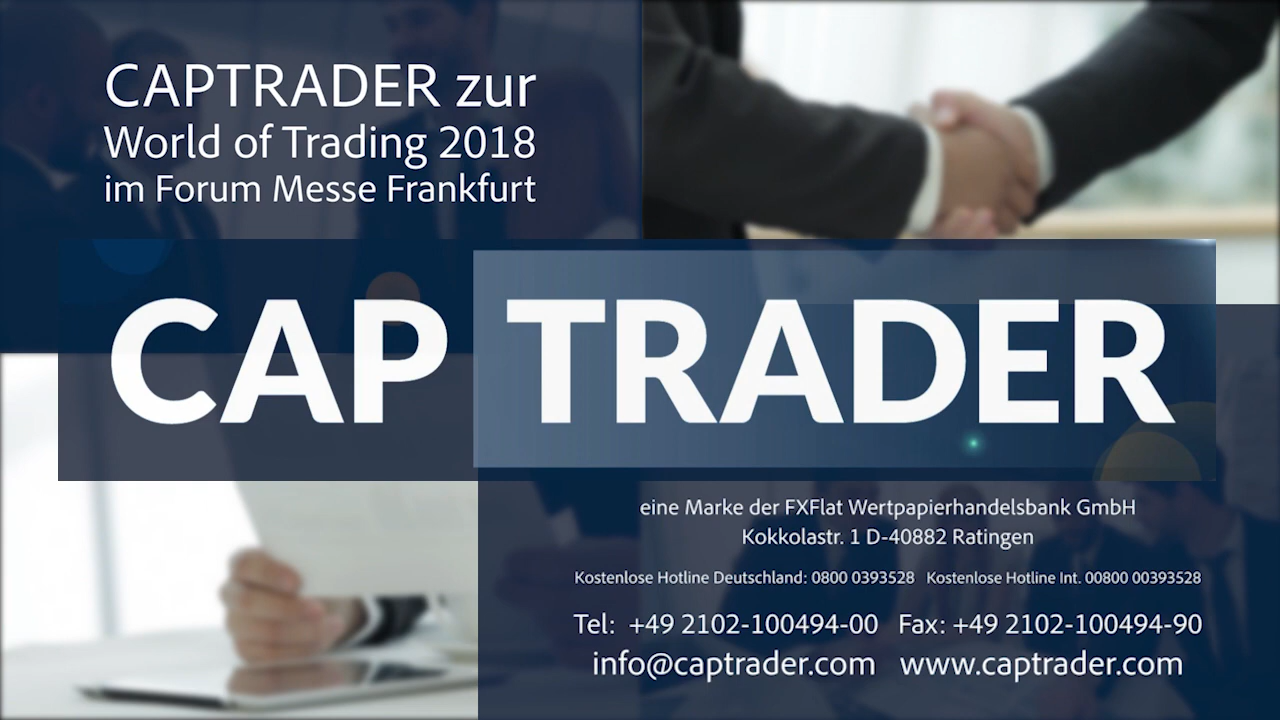 CAPTRADER zur
World of Trading 2018
im Forum Messe Frankfurt
CAP TRADER
eine Marke der FXFlat Wertpapierhandelsbank GmbH
Kokkolastr. 1 D-40882 Ratingen
Kostenlose Hotline Deutschland: 0800 0393528 Kostenlose Hotline Int. 00800 00393528
Tel: +49 2102-100494-00 Fax: +49 2102-100494-90
info@captrader.com www.captrader.com